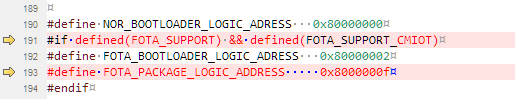 189
190 #define NOR_BOOTLOADER_LOGIC_ADRESS 0x80000000
191 #if defined(FOTA_SUPPORT) && defined(FOTA_SUPPORT_CMIOT)
192 #define FOTA_BOOTLOADER_LOGIC_ADRESS 0x80000002
193 #define FOTA_PACKAGE_LOGIC_ADDRESS 0x8000000f
194 #endif